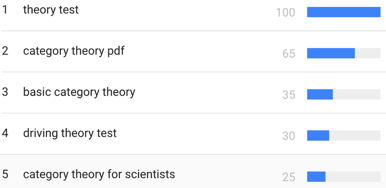 1 theory test 100
2 category theory pdf 65
3 basic category theory 35
4 driving theory test 30
5 category theory for scientists 25